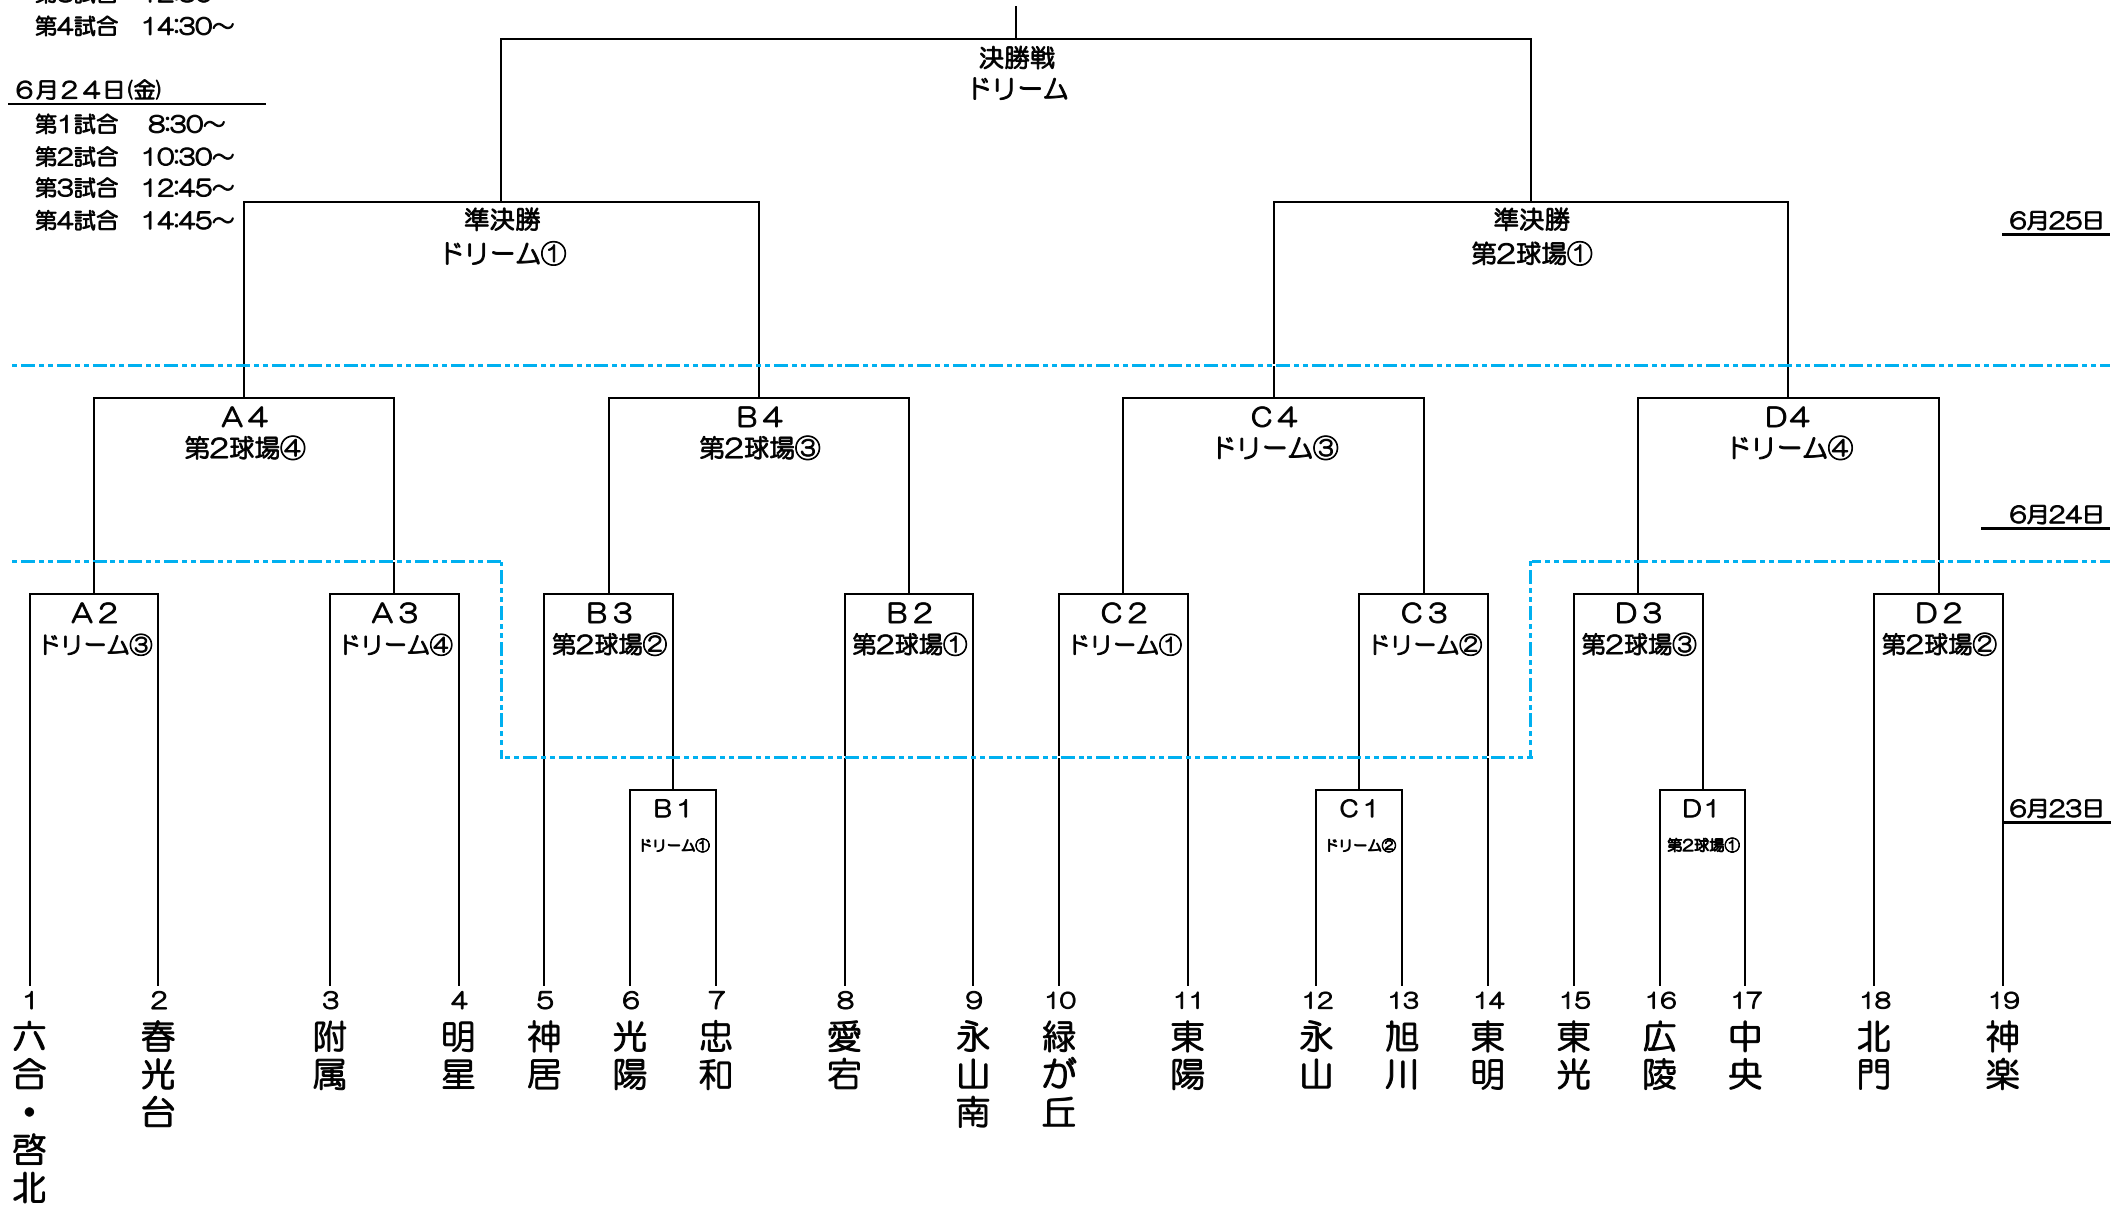 第4試合 14:30～
6月24日(金)
第1試合 8:30～
第2試合 10:30～
第3試合 12:45～
第4試合 14:45～
決勝戦
ドリーム
準決勝
ドリーム①
準決勝
第2球場①
6月25日
A4
第2球場④
B4
第2球場③
C4
ドリーム③
D4
ドリーム④
6月24日
A2
ドリーム③
A3
ドリーム④
B3
第2球場②
B2
第2球場①
C2
ドリーム①
C3
ドリーム②
D3
第2球場③
D2
第2球場②
B1
ドリーム①
C1
ドリーム②
D1
第2球場①
6月23日
1
六合・啓北
2
春光台
3
附属
4
明星
5
神居
6
光陽
7
忠和
8
愛宕
9
永山南
10
緑が丘
11
東陽
12
永山
13
旭川
14
東明
15
東光
16
広陵
17
中央
18
北門
19
神楽